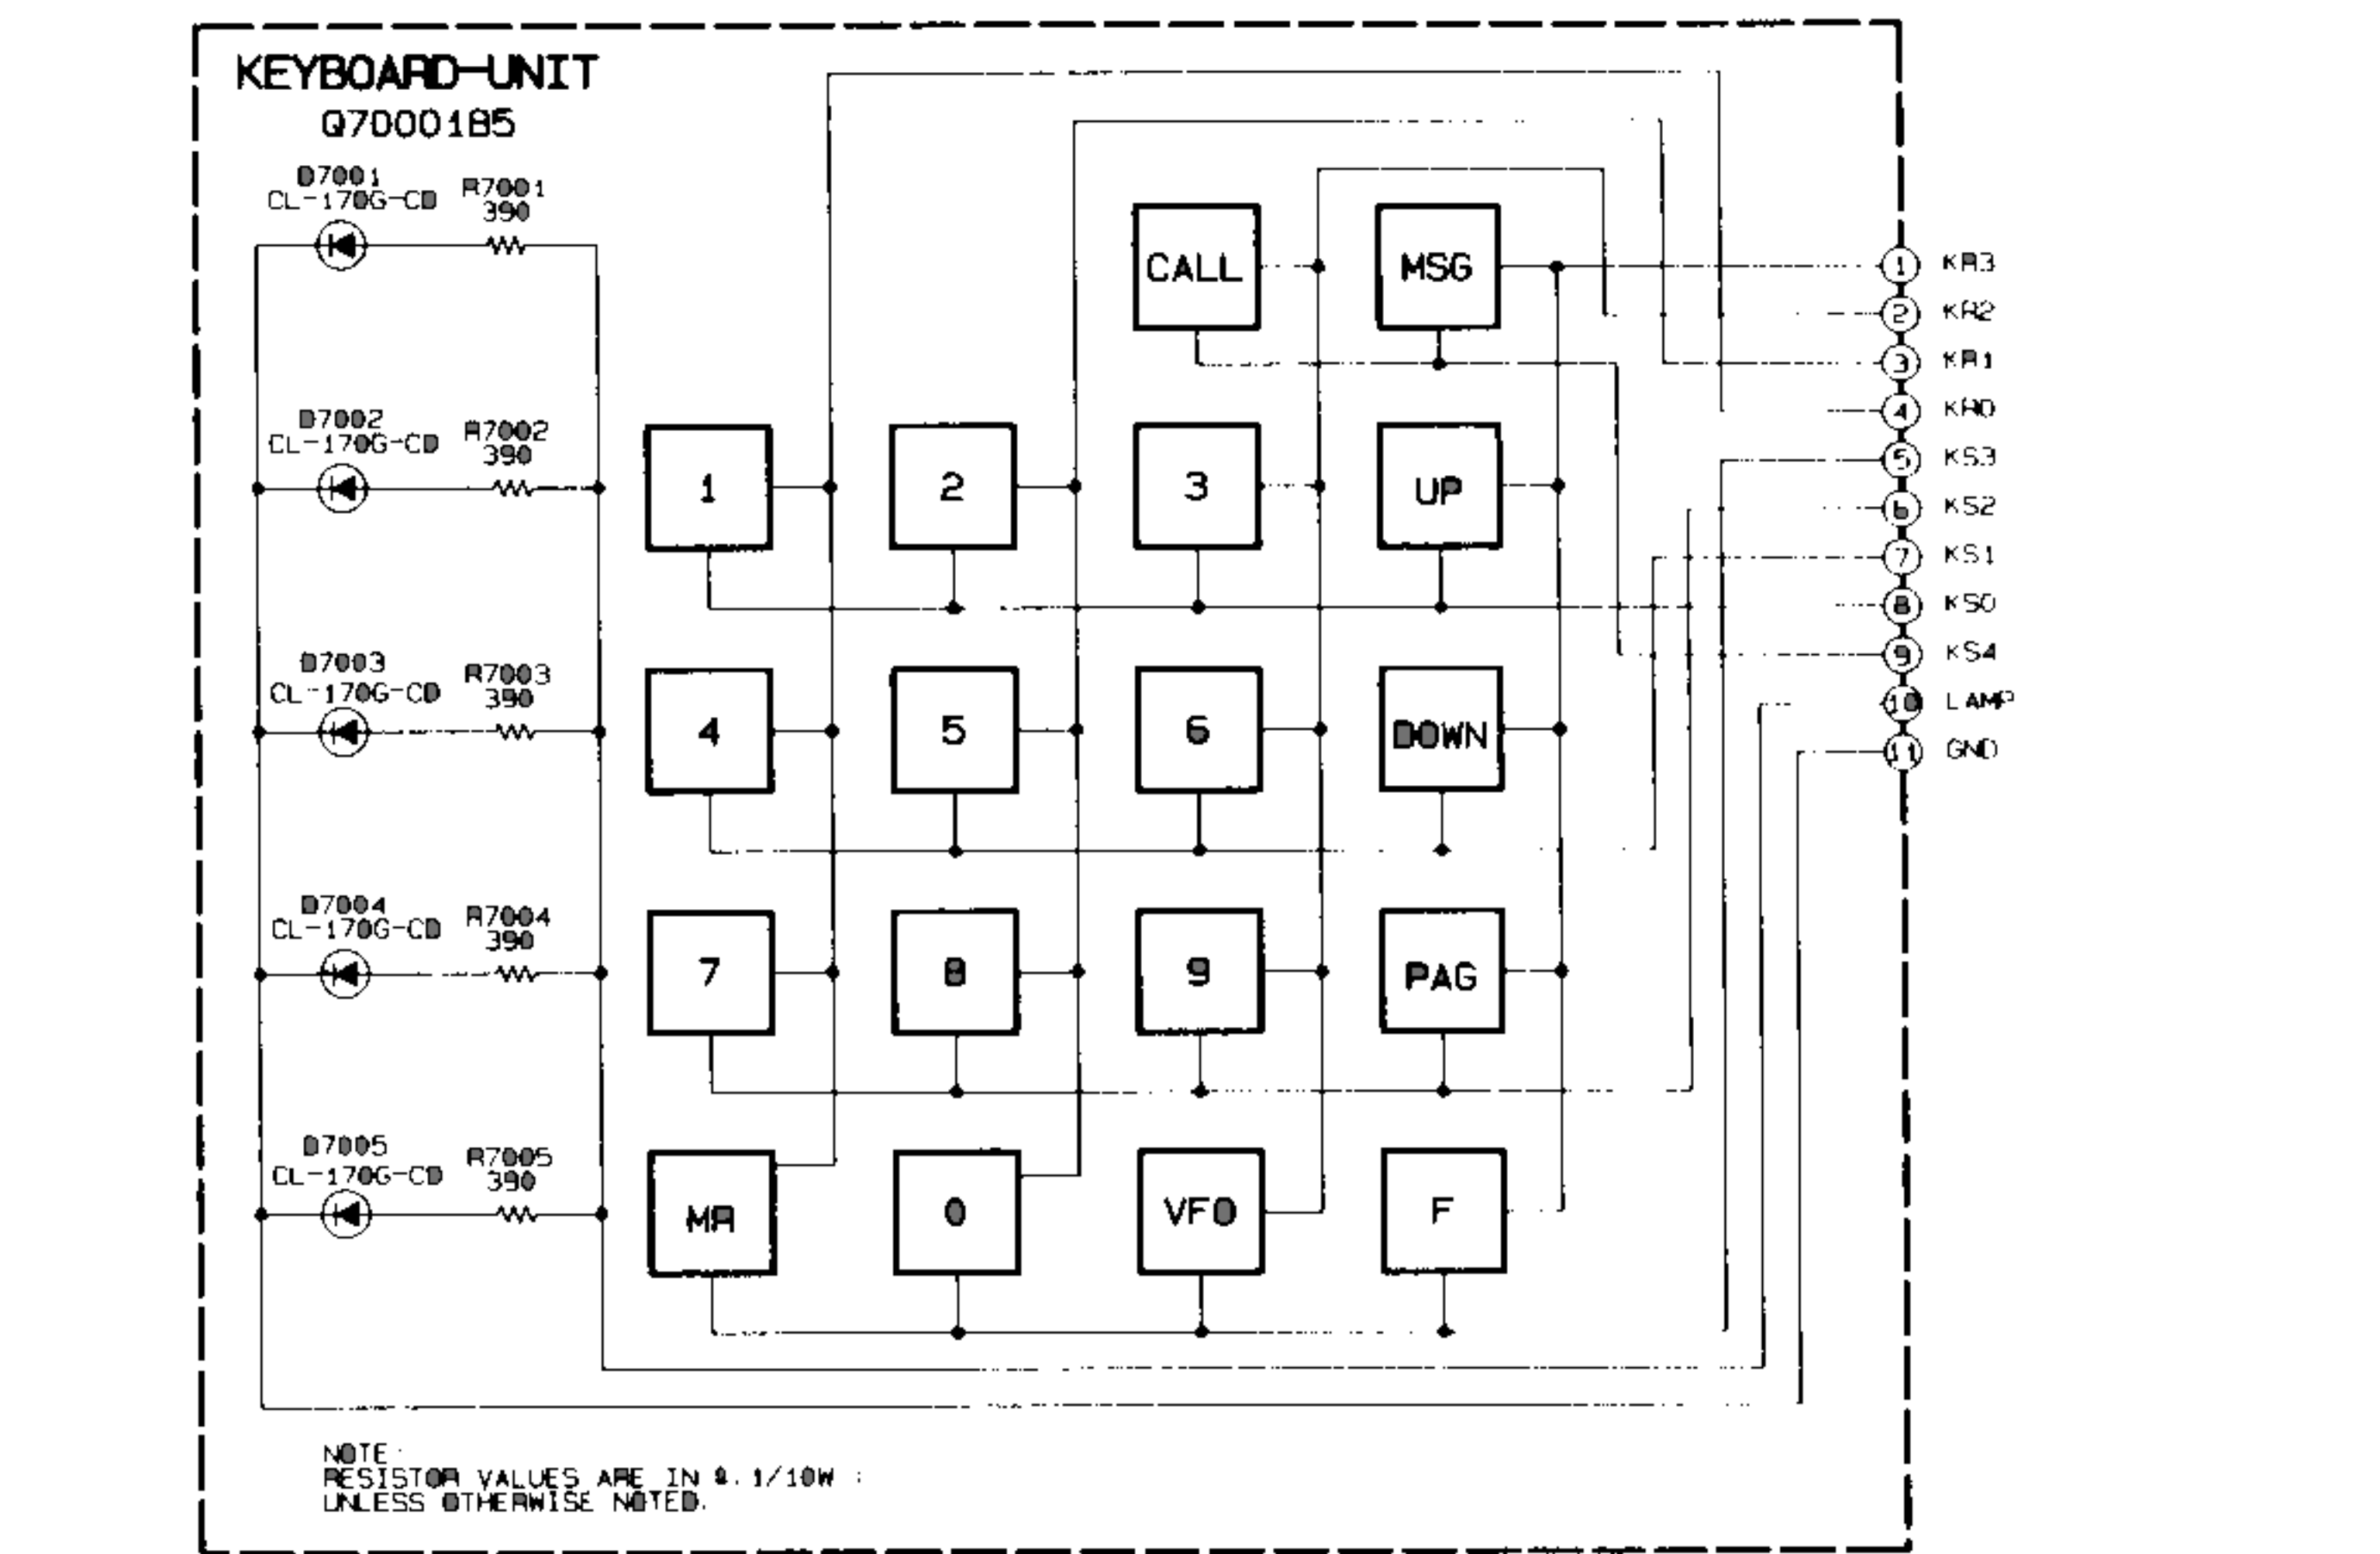 KEYBOARD-UNIT
Q7000185
D7001
CL-170G-CD
R7001
390
D7002
CL-170G-CD
R7002
390
D7003
CL-170G-CD
R7003
390
D7004
CL-170G-CD
R7004
390
D7005
CL-170G-CD
R7005
390
CALL
MSG
1
2
3
UP
4
5
6
DOWN
7
8
9
PAG
MR
0
VFO
F
1 KR3
2 KR2
3 KR1
4 KR0
5 KS3
6 KS2
7 KS1
8 KS0
9 KS4
10 LAMP
11 GND
NOTE:
RESISTOR VALUES ARE IN Ω, 1/10W ;
UNLESS OTHERWISE NOTED.